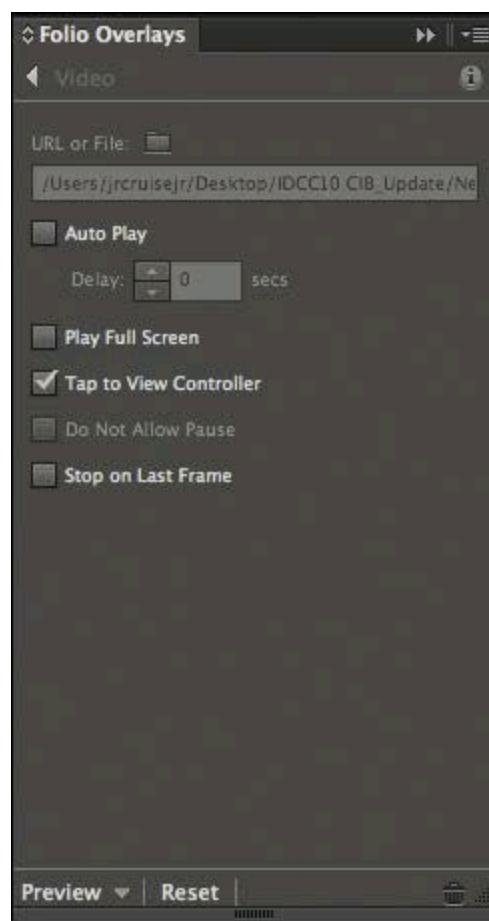 Folio Overlays
Video
URL or File:
/Users/jrcruisejr/Desktop/IDCC10 CIB_Update/Ne
Auto Play
Delay: 0 secs
Play Full Screen
Tap to View Controller
Do Not Allow Pause
Stop on Last Frame
Preview Reset